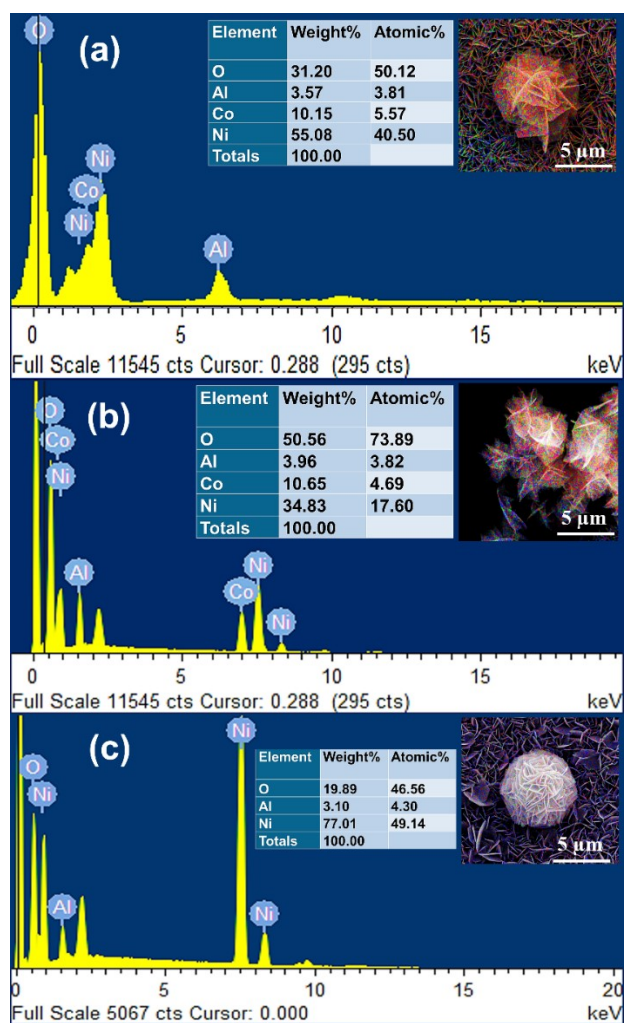 (a)
Element Weight% Atomic%
O 31.20 50.12
Al 3.57 3.81
Co 10.15 5.57
Ni 55.08 40.50
Totals 100.00
5 µm
O
Ni
Co
Ni
Al
0 5 10 15
Full Scale 11545 cts Cursor: 0.288 (295 cts) keV
(b)
Element Weight% Atomic%
O 50.56 73.89
Al 3.96 3.82
Co 10.65 4.69
Ni 34.83 17.60
Totals 100.00
5 µm
O
Co
Ni
Al
Ni
Co
Ni
0 5 10 15
Full Scale 11545 cts Cursor: 0.288 (295 cts) keV
(c)
Element Weight% Atomic%
O 19.89 46.56
Al 3.10 4.30
Ni 77.01 49.14
Totals 100.00
5 µm
Ni
O
Ni
Al
Ni
0 5 10 15 20
Full Scale 5067 cts Cursor: 0.000 keV